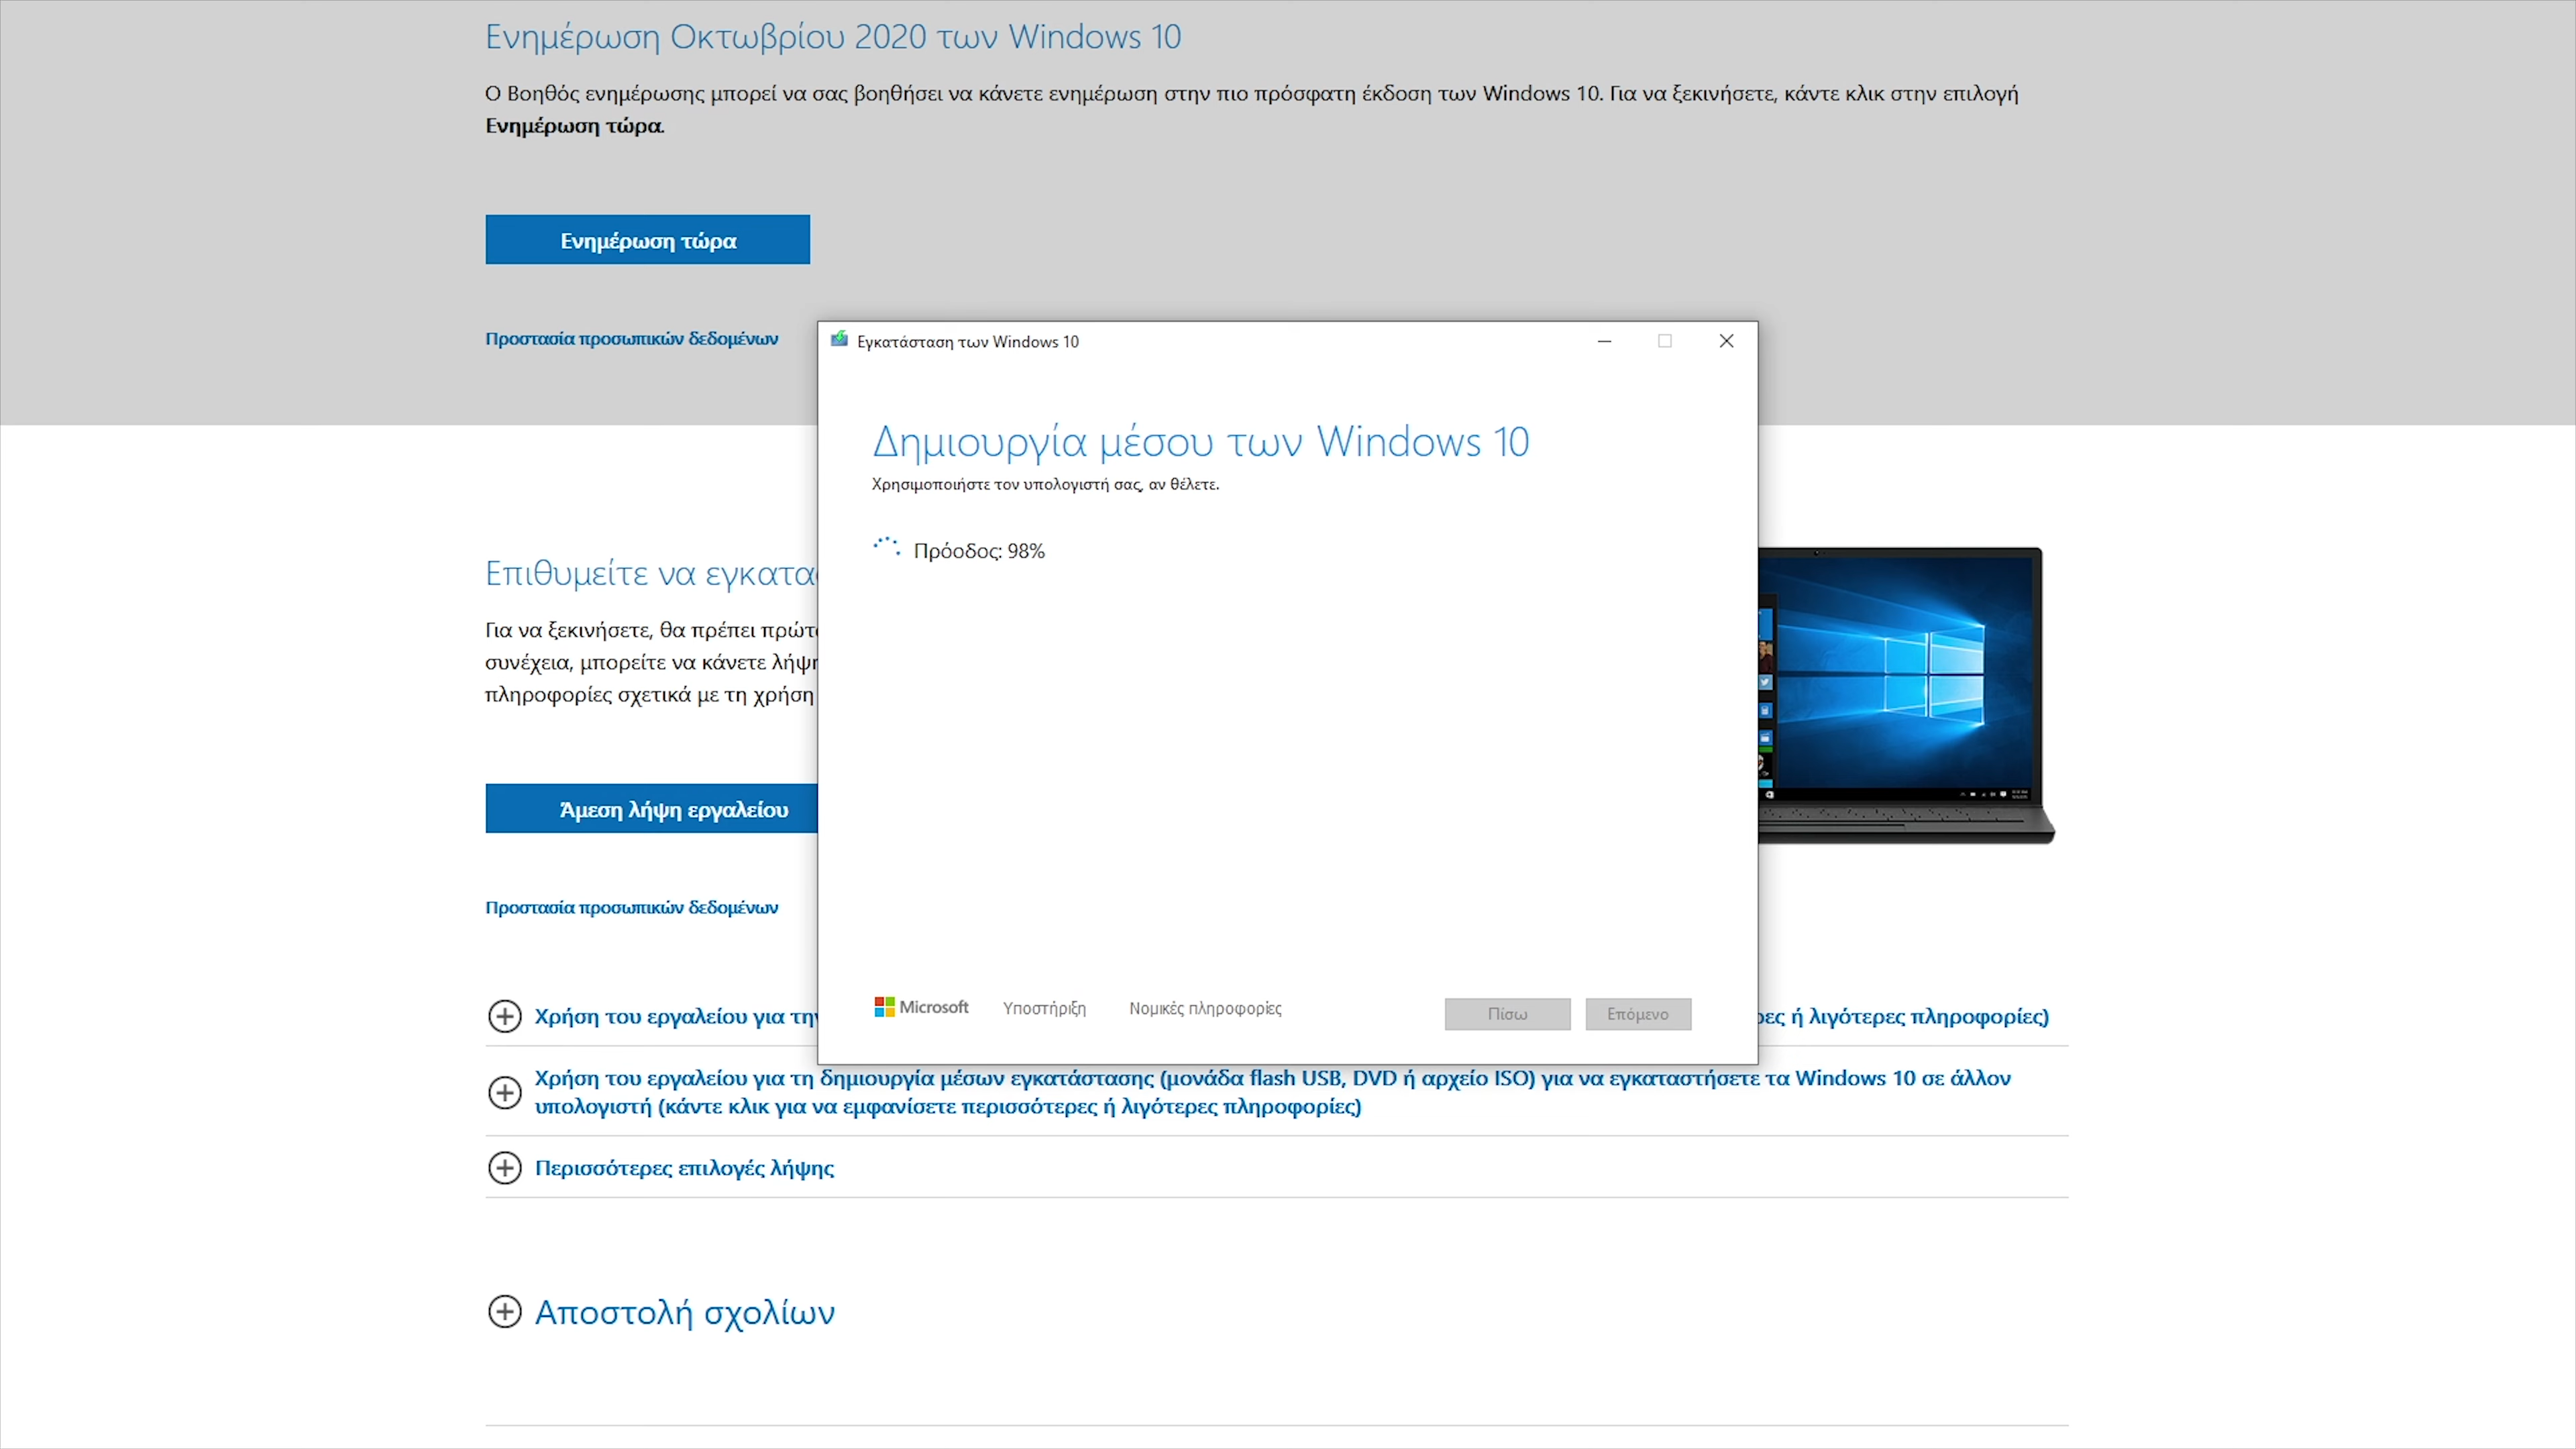 Ενημέρωση Οκτωβρίου 2020 των Windows 10
Ο Βοηθός ενημέρωσης μπορεί να σας βοηθήσει να κάνετε ενημέρωση στην πιο πρόσφατη έκδοση των Windows 10. Για να ξεκινήσετε, κάντε κλικ στην επιλογή
Ενημέρωση τώρα.
Ενημέρωση τώρα
Προστασία προσωπικών δεδομένων
Εγκατάσταση των Windows 10
Δημιουργία μέσου των Windows 10
Χρησιμοποιήστε τον υπολογιστή σας, αν θέλετε.
Πρόοδος: 98%
Microsoft Υποστήριξη Νομικές πληροφορίες Πίσω Επόμενο
Επιθυμείτε να
Για να ξεκινήσετε, θα πρέπει
συνέχεια, μπορείτε να κάνετε
πληροφορίες σχετικά με τη χρήση
Άμεση λήψη εργαλείου
Προστασία προσωπικών δεδομένων
Χρήση του εργαλείου για ή λιγότερες πληροφορίες)
Χρήση του εργαλείου για τη δημιουργία μέσων εγκατάστασης (μονάδα flash USB, DVD ή αρχείο ISO) για να εγκαταστήσετε τα Windows 10 σε άλλον
υπολογιστή (κάντε κλικ για να εμφανίσετε περισσότερες ή λιγότερες πληροφορίες)
Περισσότερες επιλογές λήψης
Αποστολή σχολίων